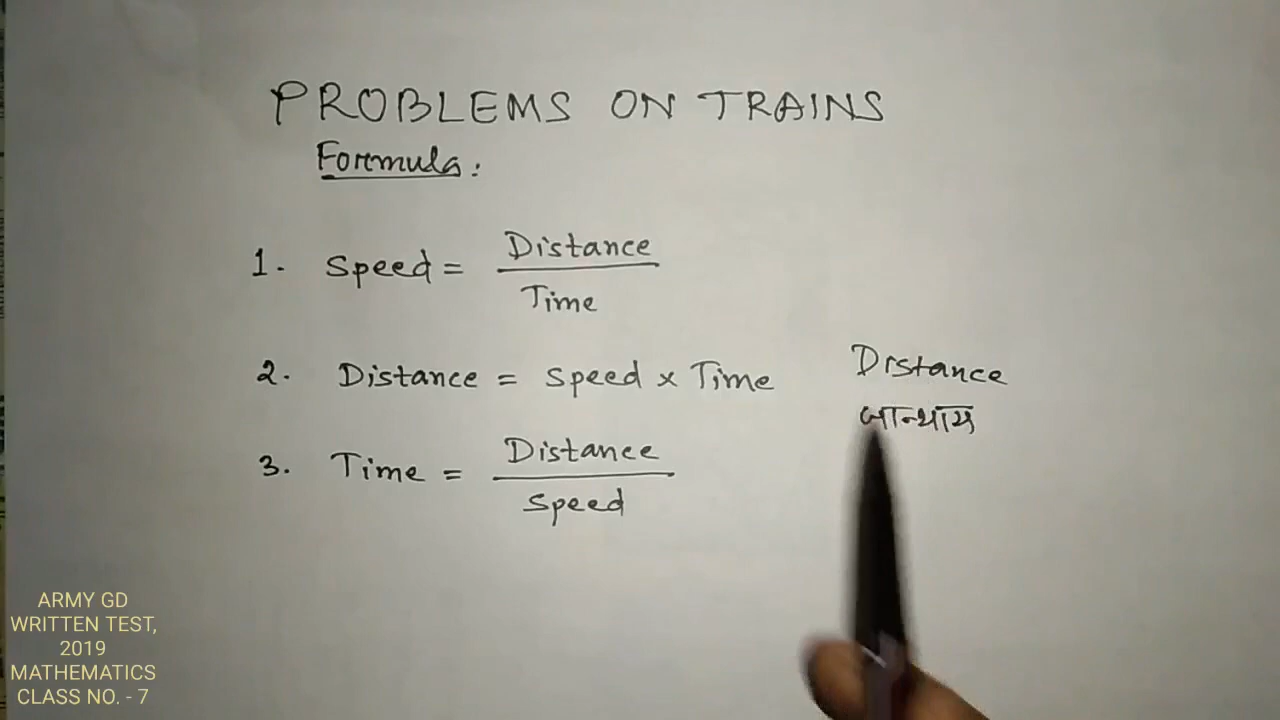 PROBLEMS ON TRAINS
Formula:
1. Speed = Distance / Time
2. Distance = Speed x Time
3. Time = Distance / Speed
Distance
ARMY GD
WRITTEN TEST,
2019
MATHEMATICS
CLASS NO. - 7